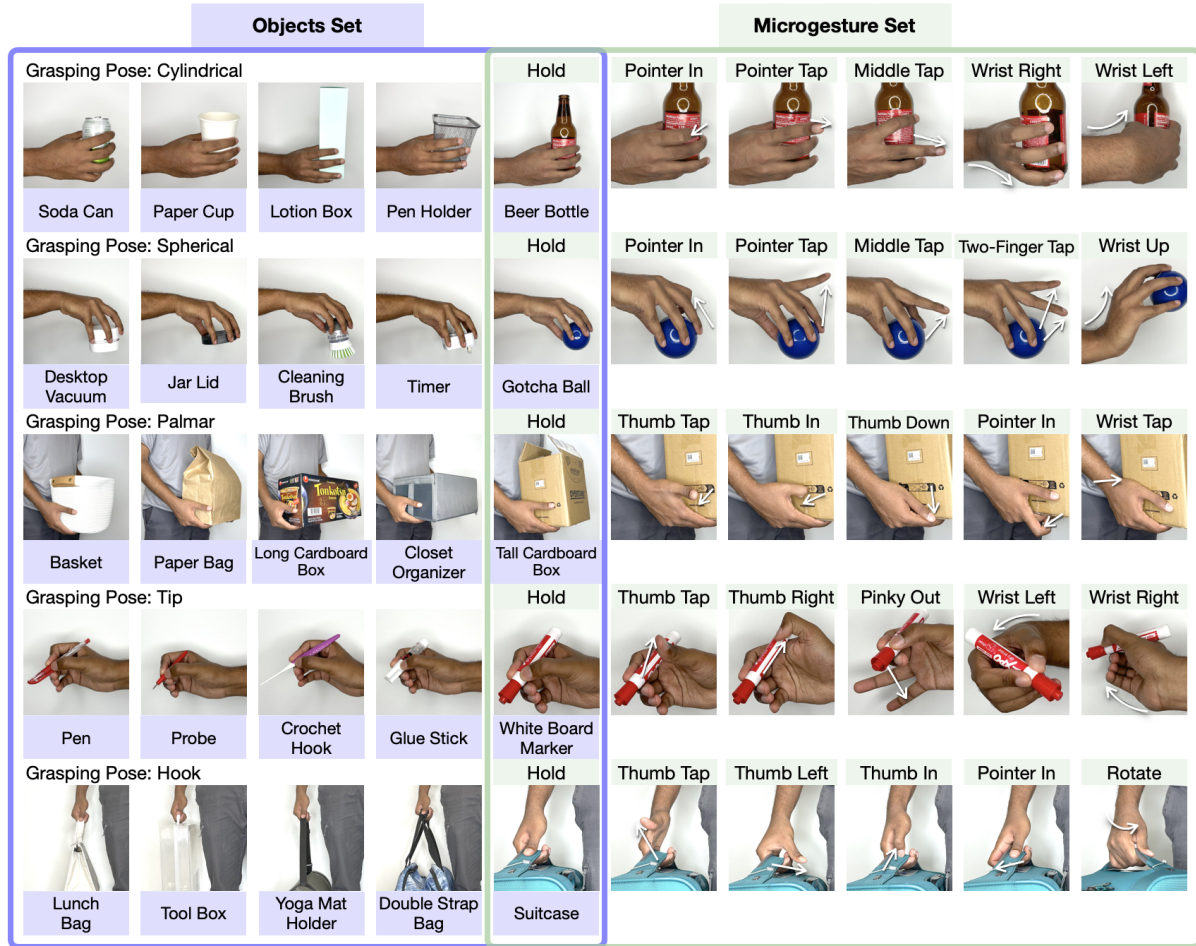 Objects Set
Microgesture Set
Grasping Pose: Cylindrical
Hold
Pointer In
Pointer Tap
Middle Tap
Wrist Right
Wrist Left
Soda Can
Paper Cup
Lotion Box
Pen Holder
Beer Bottle
Grasping Pose: Spherical
Hold
Pointer In
Pointer Tap
Middle Tap
Two-Finger Tap
Wrist Up
Desktop
Vacuum
Jar Lid
Cleaning
Brush
Timer
Gotcha Ball
Grasping Pose: Palmar
Hold
Thumb Tap
Thumb In
Thumb Down
Pointer In
Wrist Tap
Tonkotsu
Basket
Paper Bag
Long Cardboard
Box
Closet
Organizer
Tall Cardboard
Box
Grasping Pose: Tip
Hold
Thumb Tap
Thumb Right
Pinky Out
Wrist Left
Wrist Right
EXPO
Pen
Probe
Crochet
Hook
Glue Stick
White Board
Marker
Grasping Pose: Hook
Hold
Thumb Tap
Thumb Left
Thumb In
Pointer In
Rotate
Lunch
Bag
Tool Box
Yoga Mat
Holder
Double Strap
Bag
Suitcase